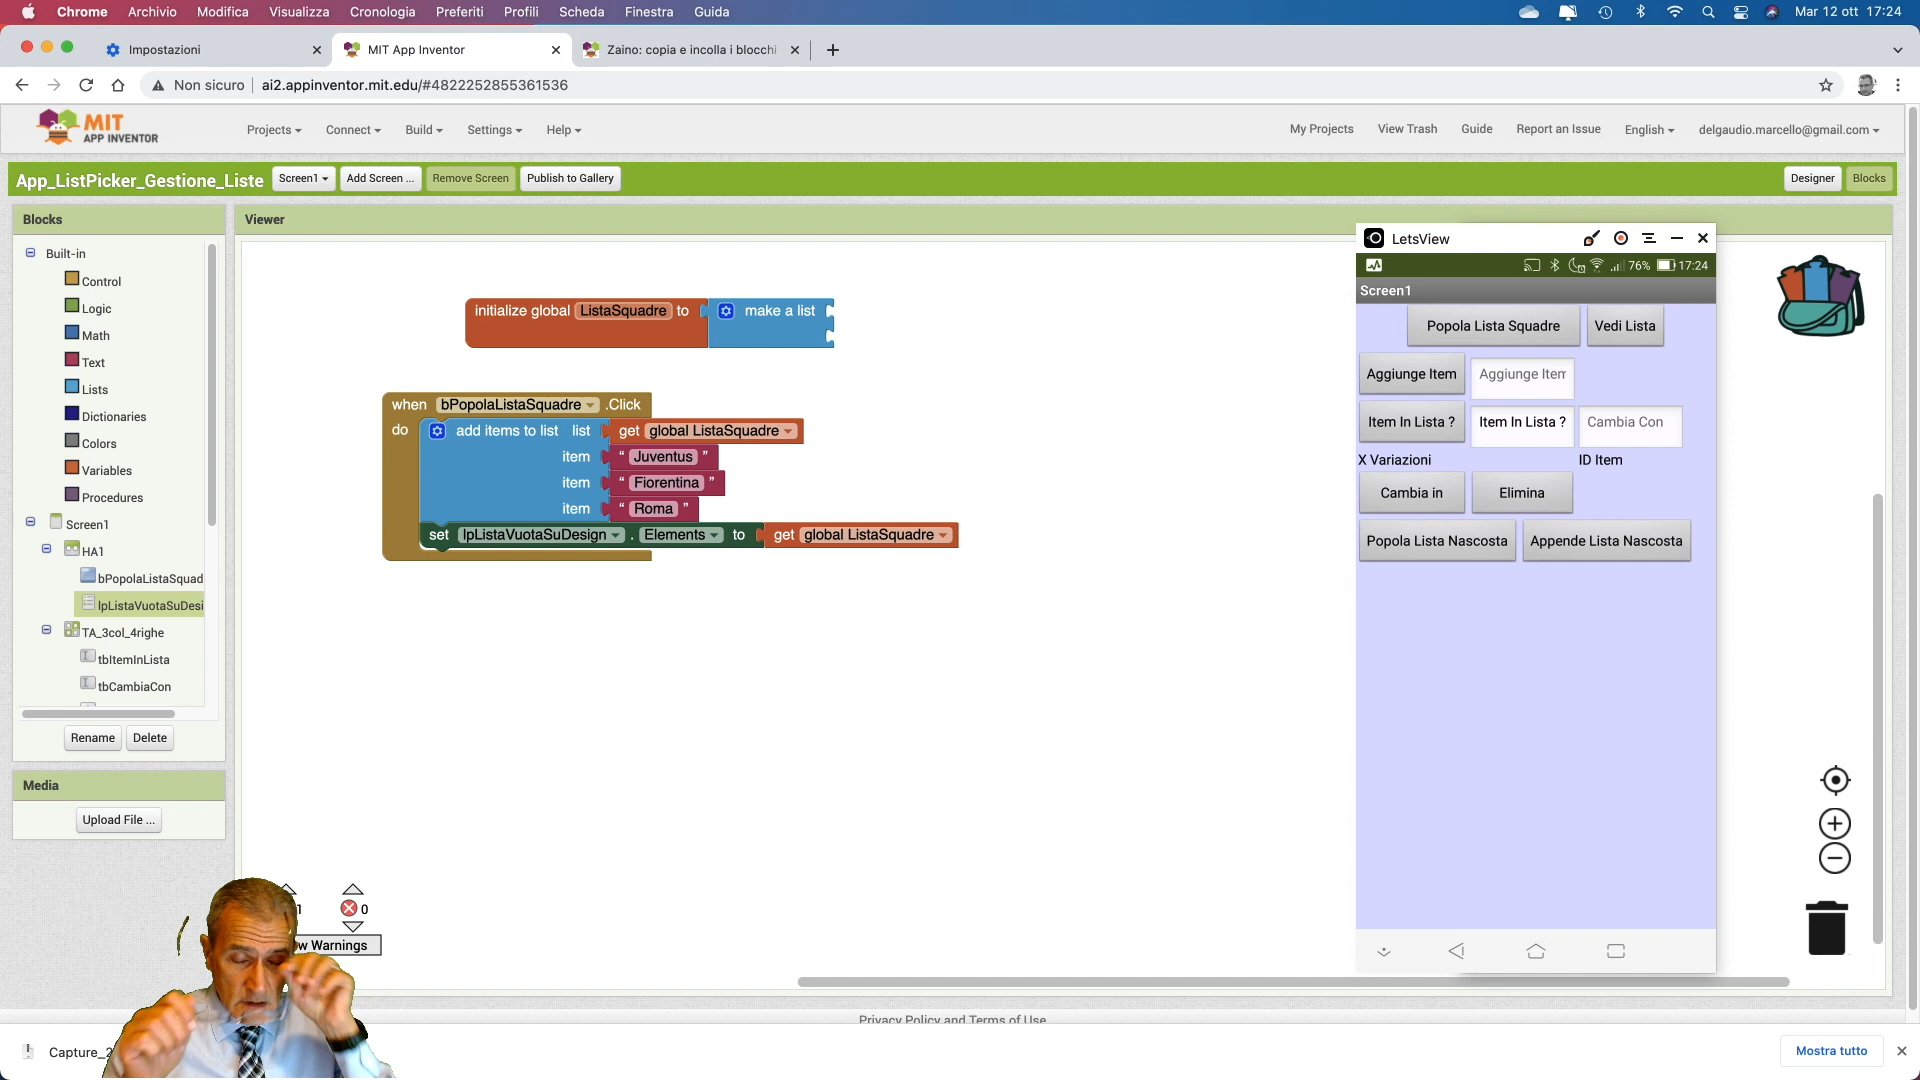 Chrome Archivio Modifica Visualizza Cronologia Preferiti Profili Scheda Finestra Guida Mar 12 ott 17:24
Impostazioni
MIT App Inventor
Zaino: copia e incolla i blocchi
Non sicuro ai2.appinventor.mit.edu/#4822252855361536
MIT
APP INVENTOR
Projects Connect Build Settings Help My Projects View Trash Guide Report an Issue English delgaudio.marcello@gmail.com
App_ListPicker_Gestione_Liste Screen1 Add Screen ... Remove Screen Publish to Gallery Designer Blocks
Blocks
Viewer
Built-in
Control
Logic
Math
Text
Lists
Dictionaries
Colors
Variables
Procedures
Screen1
HA1
bPopolaListaSquad
lpListaVuotaSuDesi
TA_3col_4righe
tbItemInLista
tbCambiaCon
Rename Delete
Media
Upload File ...
initialize global ListaSquadre to make a list
when bPopolaListaSquadre .Click
do add items to list list get global ListaSquadre
item “ Juventus ”
item “ Fiorentina ”
item “ Roma ”
set lpListaVuotaSuDesign . Elements to get global ListaSquadre
LetsView
76% 17:24
Screen1
Popola Lista Squadre Vedi Lista
Aggiunge Item Aggiunge Item
Item In Lista ? Item In Lista ? Cambia Con
X Variazioni ID Item
Cambia in Elimina
Popola Lista Nascosta Appende Lista Nascosta
1 0
w Warnings
Privacy Policy and Terms of Use
Capture_2
Mostra tutto